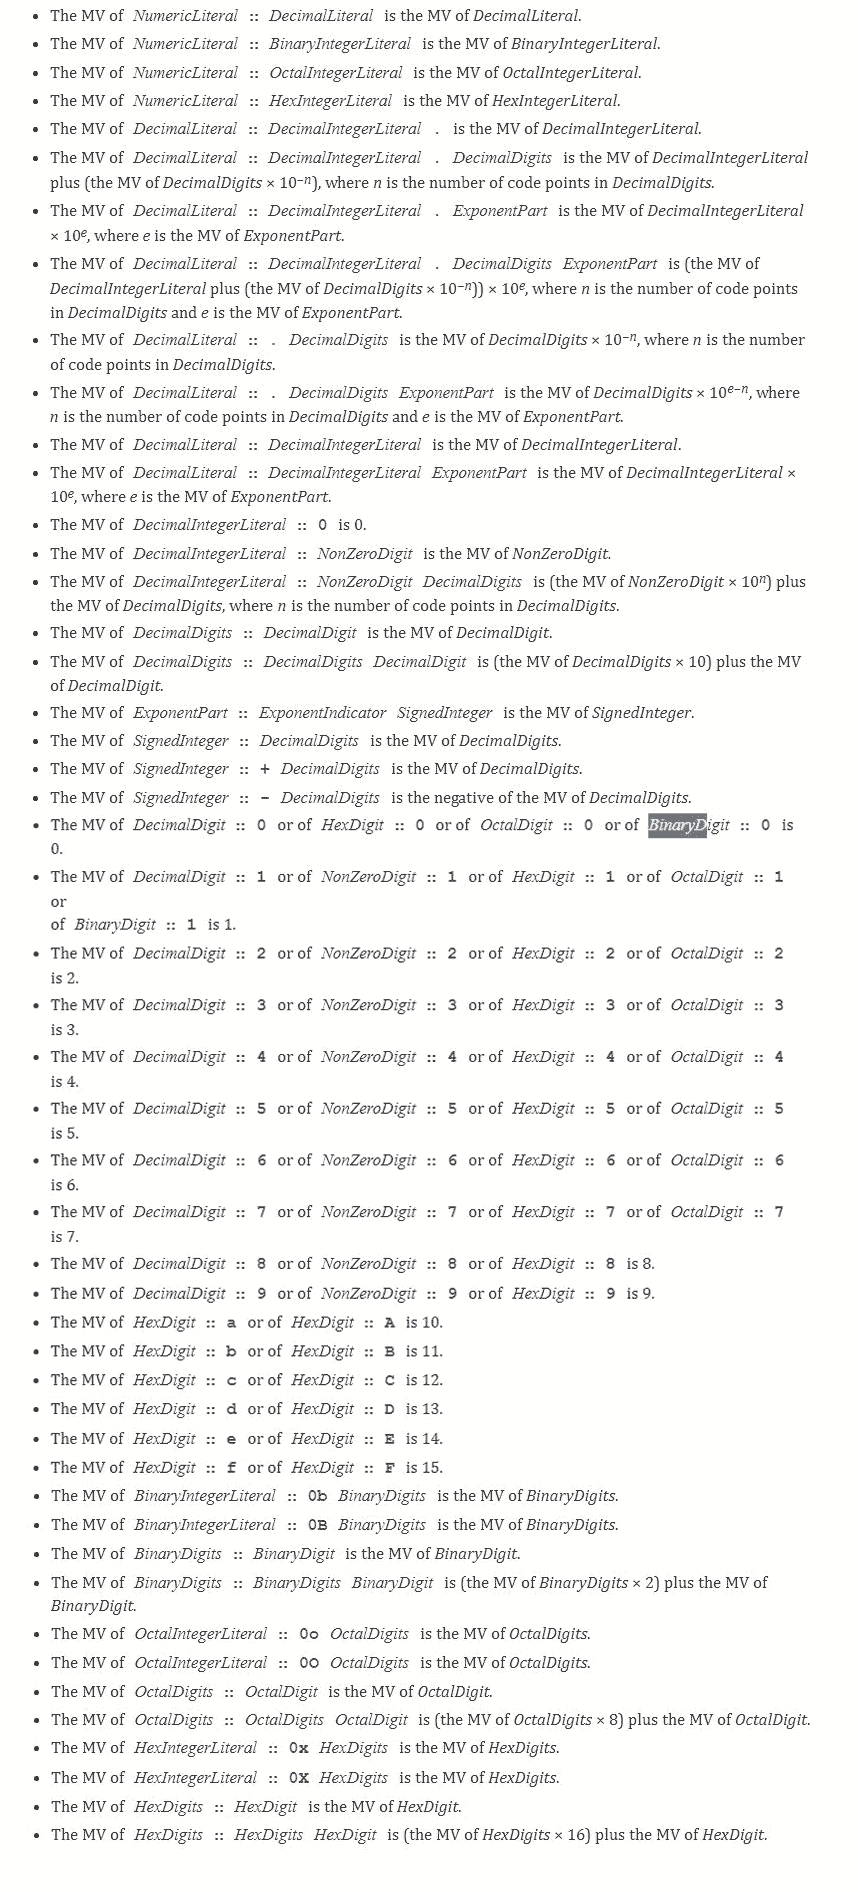 • The MV of NumericLiteral :: DecimalLiteral is the MV of DecimalLiteral.
• The MV of NumericLiteral :: BinaryIntegerLiteral is the MV of BinaryIntegerLiteral.
• The MV of NumericLiteral :: OctalIntegerLiteral is the MV of OctalIntegerLiteral.
• The MV of NumericLiteral :: HexIntegerLiteral is the MV of HexIntegerLiteral.
• The MV of DecimalLiteral :: DecimalIntegerLiteral . is the MV of DecimalIntegerLiteral.
• The MV of DecimalLiteral :: DecimalIntegerLiteral . DecimalDigits is the MV of DecimalIntegerLiteral
plus (the MV of DecimalDigits × 10⁻ⁿ), where n is the number of code points in DecimalDigits.
• The MV of DecimalLiteral :: DecimalIntegerLiteral . ExponentPart is the MV of DecimalIntegerLiteral
× 10ᵉ, where e is the MV of ExponentPart.
• The MV of DecimalLiteral :: DecimalIntegerLiteral . DecimalDigits ExponentPart is (the MV of
DecimalIntegerLiteral plus (the MV of DecimalDigits × 10⁻ⁿ)) × 10ᵉ, where n is the number of code points
in DecimalDigits and e is the MV of ExponentPart.
• The MV of DecimalLiteral :: . DecimalDigits is the MV of DecimalDigits × 10⁻ⁿ, where n is the number
of code points in DecimalDigits.
• The MV of DecimalLiteral :: . DecimalDigits ExponentPart is the MV of DecimalDigits × 10ᵉ⁻ⁿ, where
n is the number of code points in DecimalDigits and e is the MV of ExponentPart.
• The MV of DecimalLiteral :: DecimalIntegerLiteral is the MV of DecimalIntegerLiteral.
• The MV of DecimalLiteral :: DecimalIntegerLiteral ExponentPart is the MV of DecimalIntegerLiteral ×
10ᵉ, where e is the MV of ExponentPart.
• The MV of DecimalIntegerLiteral :: 0 is 0.
• The MV of DecimalIntegerLiteral :: NonZeroDigit is the MV of NonZeroDigit.
• The MV of DecimalIntegerLiteral :: NonZeroDigit DecimalDigits is (the MV of NonZeroDigit × 10ⁿ) plus
the MV of DecimalDigits, where n is the number of code points in DecimalDigits.
• The MV of DecimalDigits :: DecimalDigit is the MV of DecimalDigit.
• The MV of DecimalDigits :: DecimalDigits DecimalDigit is (the MV of DecimalDigits × 10) plus the MV
of DecimalDigit.
• The MV of ExponentPart :: ExponentIndicator SignedInteger is the MV of SignedInteger.
• The MV of SignedInteger :: DecimalDigits is the MV of DecimalDigits.
• The MV of SignedInteger :: + DecimalDigits is the MV of DecimalDigits.
• The MV of SignedInteger :: - DecimalDigits is the negative of the MV of DecimalDigits.
• The MV of DecimalDigit :: 0 or of HexDigit :: 0 or of OctalDigit :: 0 or of BinaryDigit :: 0 is
0.
• The MV of DecimalDigit :: 1 or of NonZeroDigit :: 1 or of HexDigit :: 1 or of OctalDigit :: 1
or
of BinaryDigit :: 1 is 1.
• The MV of DecimalDigit :: 2 or of NonZeroDigit :: 2 or of HexDigit :: 2 or of OctalDigit :: 2
is 2.
• The MV of DecimalDigit :: 3 or of NonZeroDigit :: 3 or of HexDigit :: 3 or of OctalDigit :: 3
is 3.
• The MV of DecimalDigit :: 4 or of NonZeroDigit :: 4 or of HexDigit :: 4 or of OctalDigit :: 4
is 4.
• The MV of DecimalDigit :: 5 or of NonZeroDigit :: 5 or of HexDigit :: 5 or of OctalDigit :: 5
is 5.
• The MV of DecimalDigit :: 6 or of NonZeroDigit :: 6 or of HexDigit :: 6 or of OctalDigit :: 6
is 6.
• The MV of DecimalDigit :: 7 or of NonZeroDigit :: 7 or of HexDigit :: 7 or of OctalDigit :: 7
is 7.
• The MV of DecimalDigit :: 8 or of NonZeroDigit :: 8 or of HexDigit :: 8 is 8.
• The MV of DecimalDigit :: 9 or of NonZeroDigit :: 9 or of HexDigit :: 9 is 9.
• The MV of HexDigit :: a or of HexDigit :: A is 10.
• The MV of HexDigit :: b or of HexDigit :: B is 11.
• The MV of HexDigit :: c or of HexDigit :: C is 12.
• The MV of HexDigit :: d or of HexDigit :: D is 13.
• The MV of HexDigit :: e or of HexDigit :: E is 14.
• The MV of HexDigit :: f or of HexDigit :: F is 15.
• The MV of BinaryIntegerLiteral :: 0b BinaryDigits is the MV of BinaryDigits.
• The MV of BinaryIntegerLiteral :: 0B BinaryDigits is the MV of BinaryDigits.
• The MV of BinaryDigits :: BinaryDigit is the MV of BinaryDigit.
• The MV of BinaryDigits :: BinaryDigits BinaryDigit is (the MV of BinaryDigits × 2) plus the MV of
BinaryDigit.
• The MV of OctalIntegerLiteral :: 0o OctalDigits is the MV of OctalDigits.
• The MV of OctalIntegerLiteral :: 0O OctalDigits is the MV of OctalDigits.
• The MV of OctalDigits :: OctalDigit is the MV of OctalDigit.
• The MV of OctalDigits :: OctalDigits OctalDigit is (the MV of OctalDigits × 8) plus the MV of OctalDigit.
• The MV of HexIntegerLiteral :: 0x HexDigits is the MV of HexDigits.
• The MV of HexIntegerLiteral :: 0X HexDigits is the MV of HexDigits.
• The MV of HexDigits :: HexDigit is the MV of HexDigit.
• The MV of HexDigits :: HexDigits HexDigit is (the MV of HexDigits × 16) plus the MV of HexDigit.